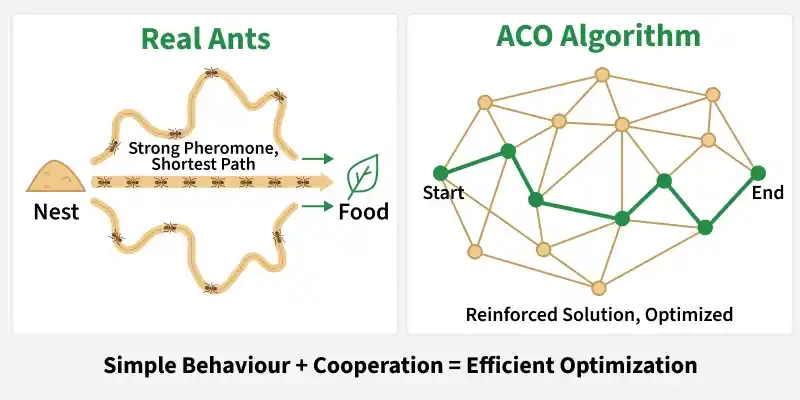 Real Ants
Strong Pheromone,
Shortest Path
Nest
Food
ACO Algorithm
Start
End
Reinforced Solution, Optimized
Simple Behaviour + Cooperation = Efficient Optimization